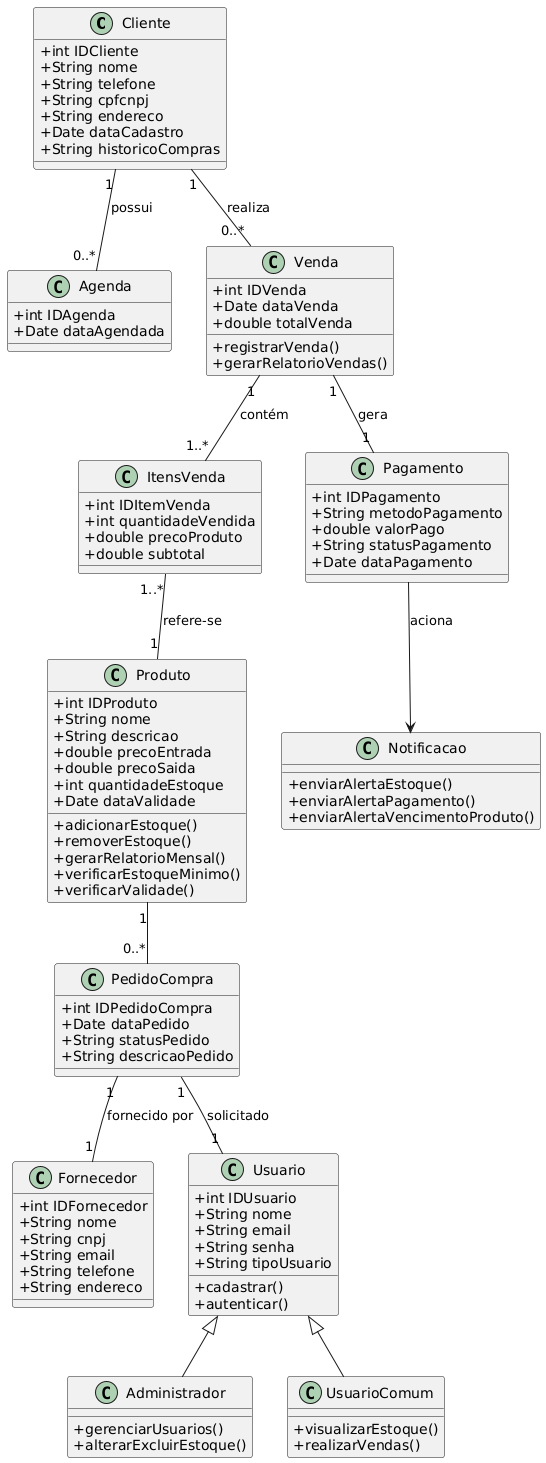 C Cliente
+int IDCliente
+String nome
+String telefone
+String cpfcnpj
+String endereco
+Date dataCadastro
+String historicoCompras
1 1
possui realiza
0..* 0..*
C Agenda
+int IDAgenda
+Date dataAgendada
C Venda
+int IDVenda
+Date dataVenda
+double totalVenda
+registrarVenda()
+gerarRelatorioVendas()
1 1
contém gera
1..* 1
C ItensVenda
+int IDItemVenda
+int quantidadeVendida
+double precoProduto
+double subtotal
C Pagamento
+int IDPagamento
+String metodoPagamento
+double valorPago
+String statusPagamento
+Date dataPagamento
1..*
refere-se aciona
1
C Produto
+int IDProduto
+String nome
+String descricao
+double precoEntrada
+double precoSaida
+int quantidadeEstoque
+Date dataValidade
+adicionarEstoque()
+removerEstoque()
+gerarRelatorioMensal()
+verificarEstoqueMinimo()
+verificarValidade()
C Notificacao
+enviarAlertaEstoque()
+enviarAlertaPagamento()
+enviarAlertaVencimentoProduto()
1
0..*
C PedidoCompra
+int IDPedidoCompra
+Date dataPedido
+String statusPedido
+String descricaoPedido
1 1
fornecido por solicitado
1 1
C Fornecedor
+int IDFornecedor
+String nome
+String cnpj
+String email
+String telefone
+String endereco
C Usuario
+int IDUsuario
+String nome
+String email
+String senha
+String tipoUsuario
+cadastrar()
+autenticar()
C Administrador
+gerenciarUsuarios()
+alterarExcluirEstoque()
C UsuarioComum
+visualizarEstoque()
+realizarVendas()